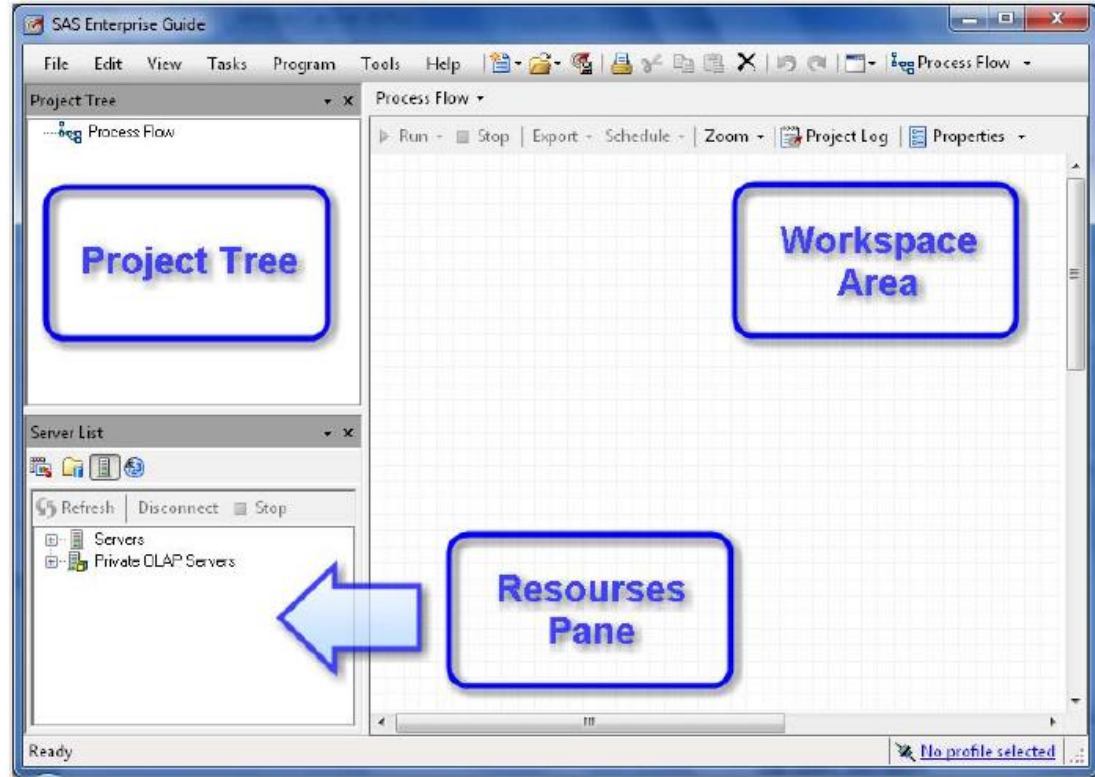 SAS Enterprise Guide
File Edit View Tasks Program Tools Help Process Flow
Project Tree
Process Flow
Process Flow
Run Stop Export Schedule Zoom Project Log Properties
Project Tree
Workspace
Area
Server List
Refresh Disconnect Stop
Servers
Private OLAP Servers
Resourses
Pane
Ready
No profile selected